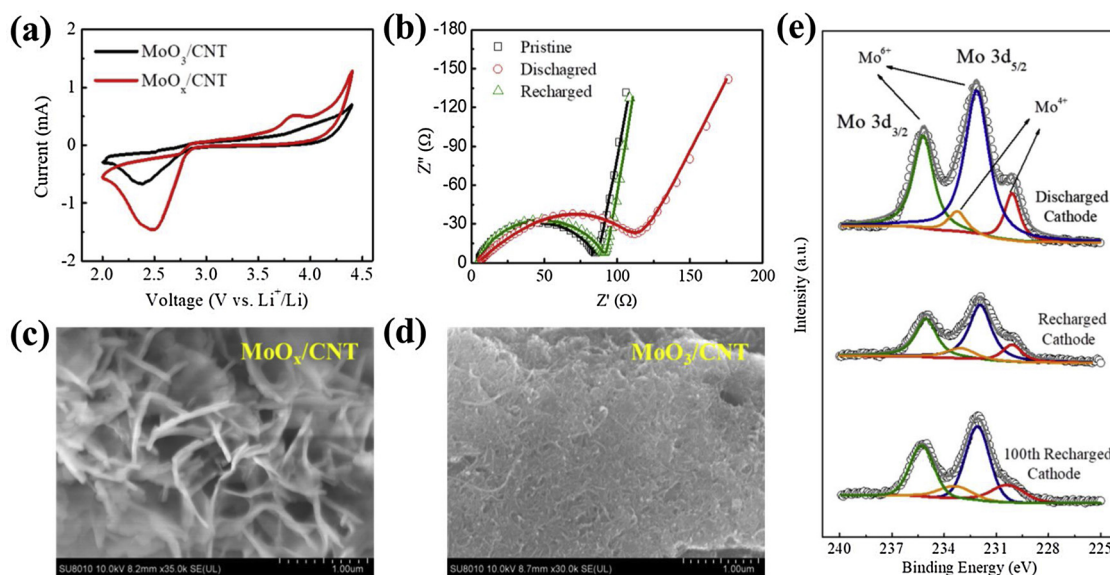 (a)
MoO₃/CNT
MoOₓ/CNT
2
1
0
-1
-2
Current (mA)
2.0 2.5 3.0 3.5 4.0 4.5
Voltage (V vs. Li⁺/Li)
(b)
Pristine
Dischagred
Recharged
-180
-150
-120
-90
-60
-30
0
Z'' (Ω)
0 50 100 150 200
Z' (Ω)
(c)
MoOₓ/CNT
SU8010 10.0kV 8.2mm x35.0k SE(UL) 1.00um
(d)
MoO₃/CNT
SU8010 10.0kV 8.7mm x30.0k SE(UL) 1.00um
(e)
Mo⁶⁺
Mo 3d₅/₂
Mo 3d₃/₂
Mo⁴⁺
Discharged
Cathode
Recharged
Cathode
100th Recharged
Cathode
Intensity (a.u.)
240 237 234 231 228 225
Binding Energy (eV)